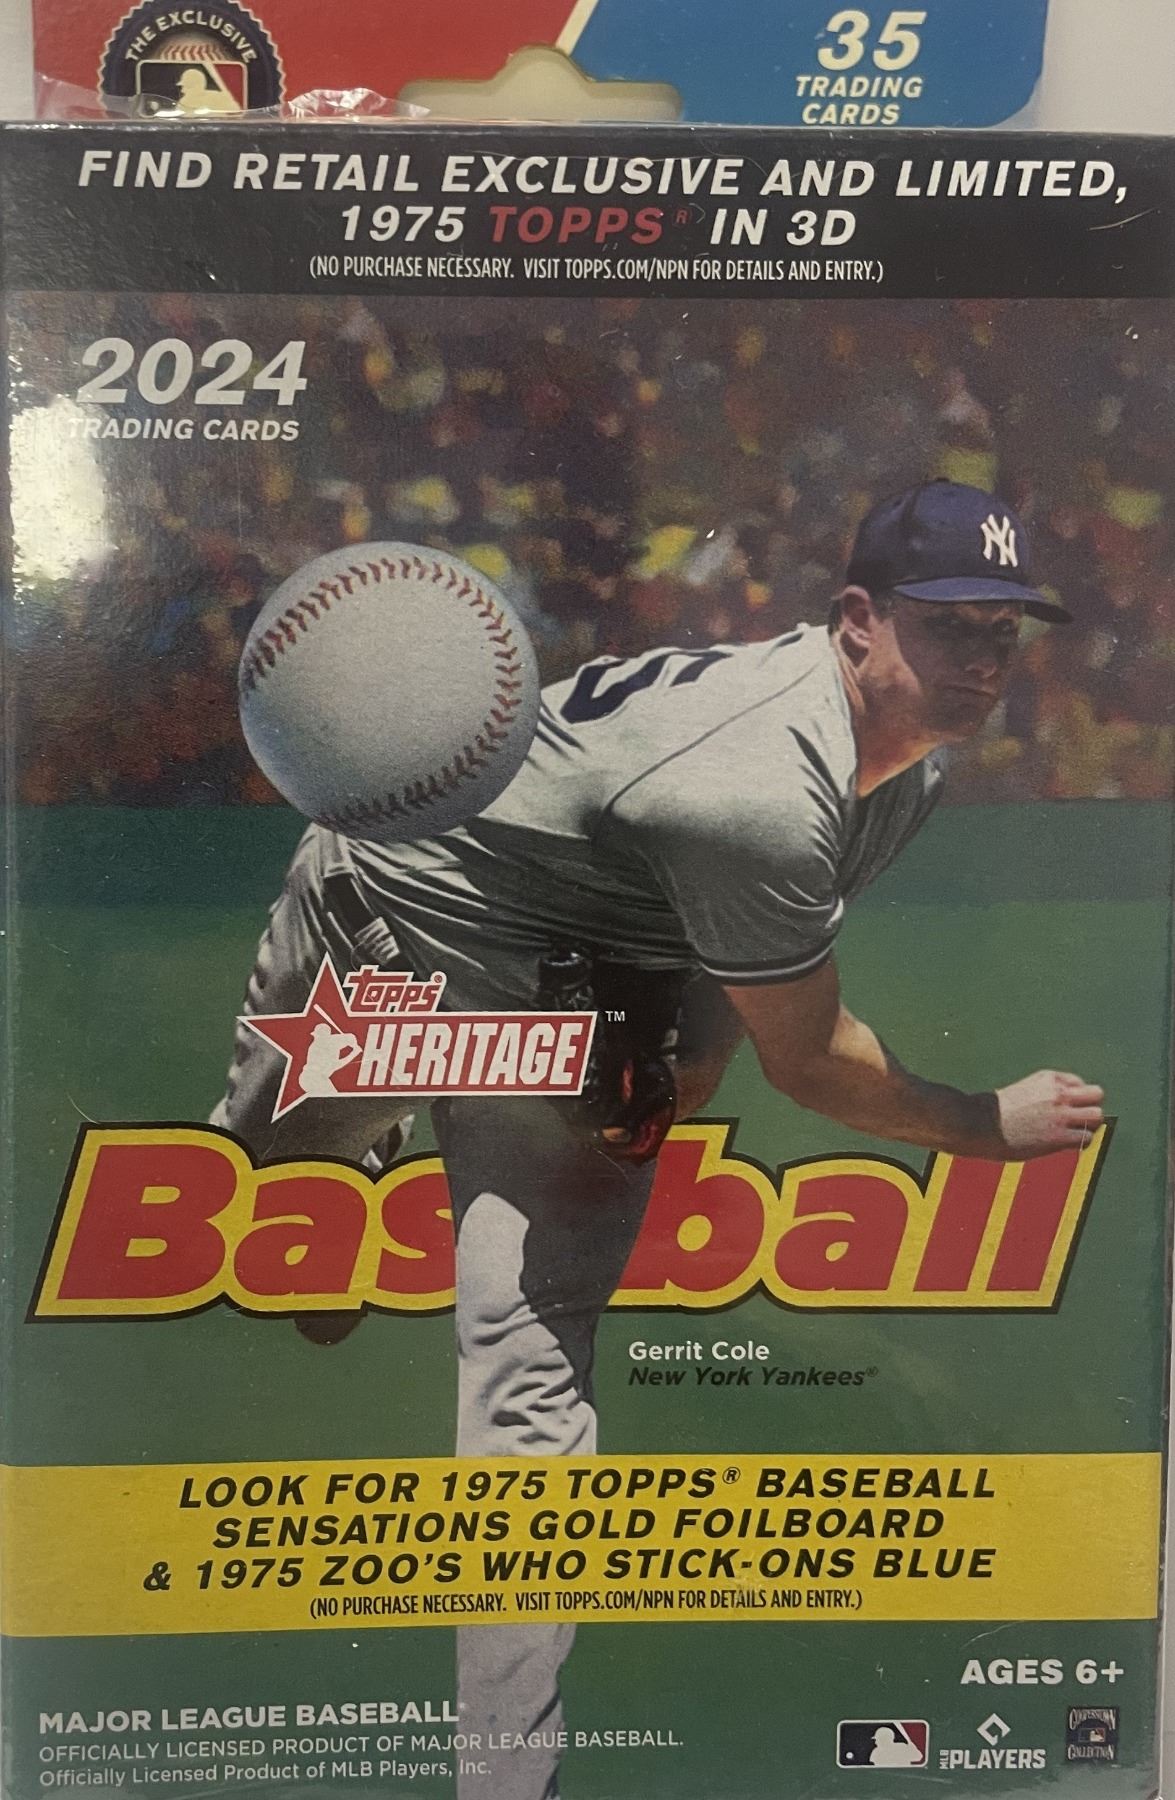 THE EXCLUSIVE
35
TRADING
CARDS
FIND RETAIL EXCLUSIVE AND LIMITED,
1975 TOPPS® IN 3D
(NO PURCHASE NECESSARY. VISIT TOPPS.COM/NPN FOR DETAILS AND ENTRY.)
2024
TRADING CARDS
NY
Topps®
HERITAGE™
Baseball
Gerrit Cole
New York Yankees®
LOOK FOR 1975 TOPPS® BASEBALL
SENSATIONS GOLD FOILBOARD
& 1975 ZOO'S WHO STICK-ONS BLUE
(NO PURCHASE NECESSARY. VISIT TOPPS.COM/NPN FOR DETAILS AND ENTRY.)
AGES 6+
MAJOR LEAGUE BASEBALL
OFFICIALLY LICENSED PRODUCT OF MAJOR LEAGUE BASEBALL.
Officially Licensed Product of MLB Players, Inc.
MLB PLAYERS
COOPERSTOWN
COLLECTION